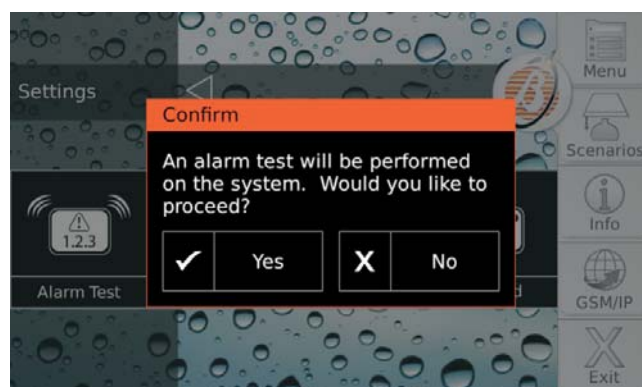 Settings
Menu
Confirm
An alarm test will be performed
on the system. Would you like to
proceed?
Yes
X
No
1.2.3
Alarm Test
Scenarios
Info
GSM/IP
Exit